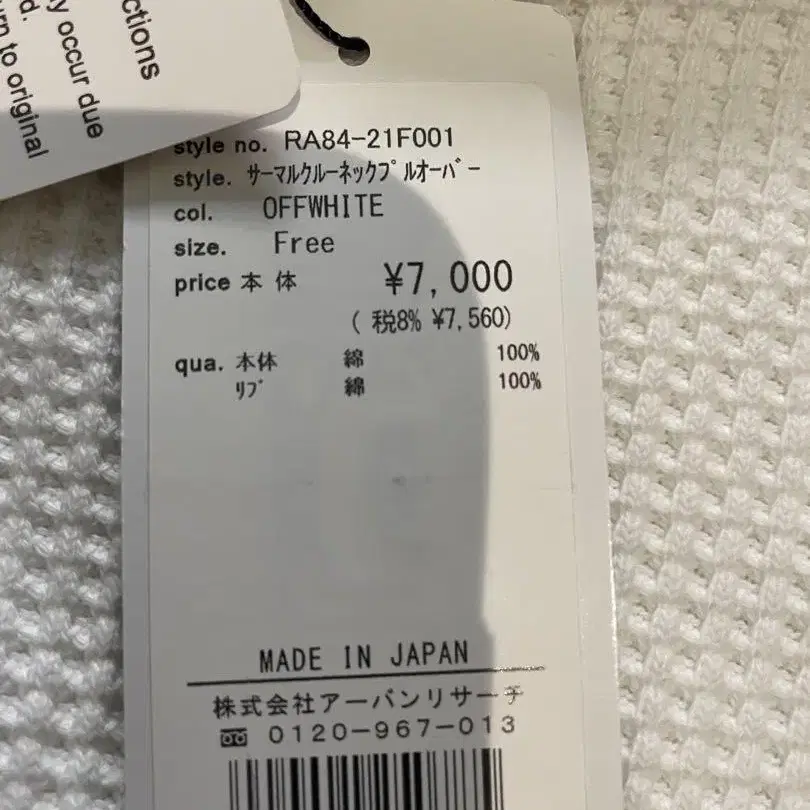 ctions
y occur due
d.
rn to original
style no. RA84-21F001
style. ｻｰﾏﾙｸﾙｰﾈｯｸﾌﾟﾙｵｰﾊﾞｰ
col. OFFWHITE
size. Free
price 本体 ¥7,000
( 税8% ¥7,560)
qua. 本体 綿 100%
ﾘﾌﾞ 綿 100%
MADE IN JAPAN
株式会社アーバンリサーチ
0120-967-013